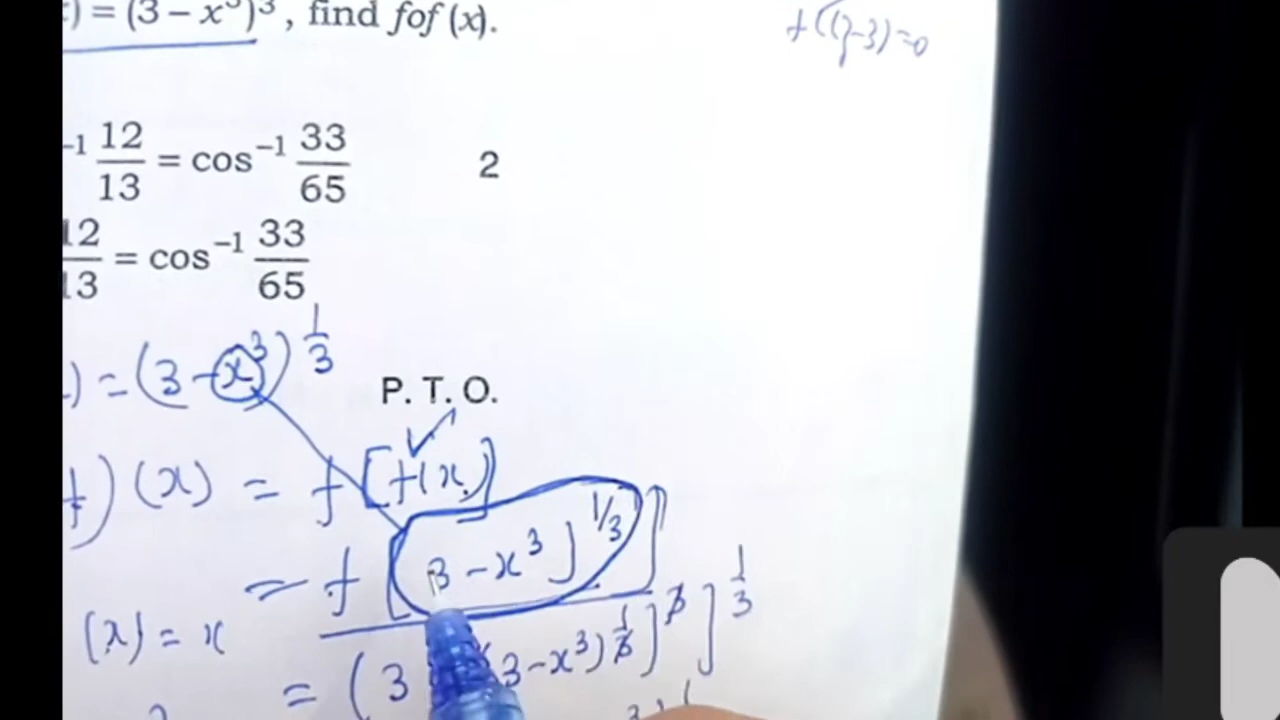 ) = (3 – x³)³, find fof (x).
f((y-3)=0
-1 12/13 = cos⁻¹ 33/65 2
12/13 = cos⁻¹ 33/65
) = (3-x³)^1/3
P. T. O.
f)(x) = f[f(x)]
= f[3-x³]^1/3]
(x) = x
= (3 (3-x³)^1/3]^3]^1/3